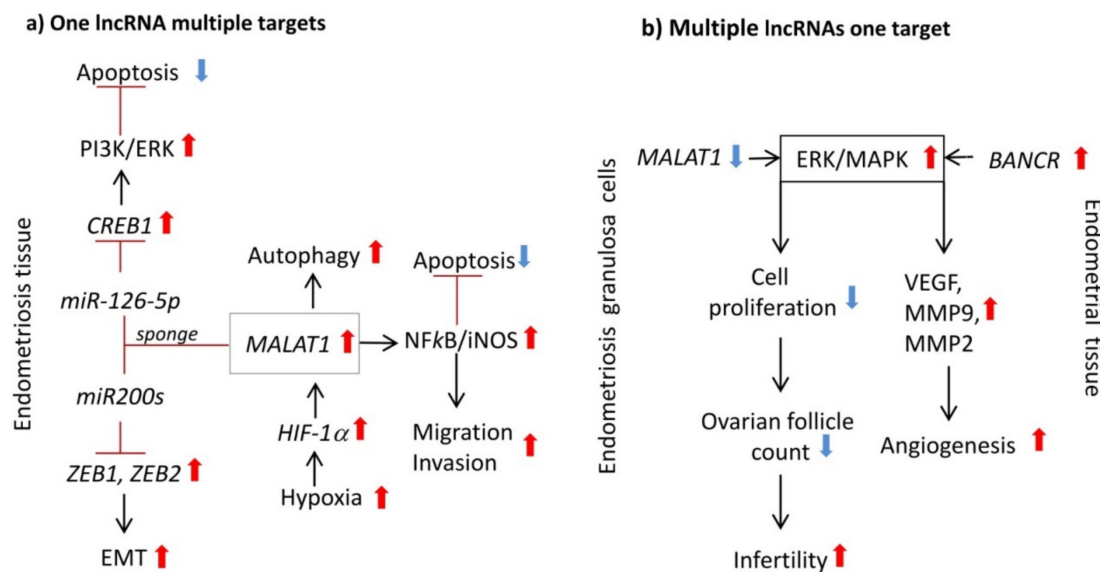 a) One lncRNA multiple targets
Apoptosis
PI3K/ERK
CREB1
miR-126-5p
sponge
miR200s
ZEB1, ZEB2
EMT
Endometriosis tissue
Autophagy
MALAT1
HIF-1α
Hypoxia
Apoptosis
NFkB/iNOS
Migration
Invasion
b) Multiple lncRNAs one target
Endometriosis granulosa cells
MALAT1
ERK/MAPK
BANCR
Cell
proliferation
Ovarian follicle
count
Infertility
VEGF,
MMP9,
MMP2
Angiogenesis
Endometrial tissue